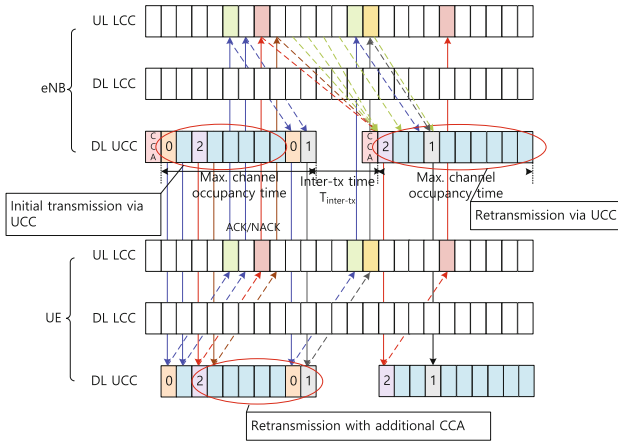 UL LCC
eNB
DL LCC
DL UCC
C C A 0 2 0 1
C C A 2 1
Max. channel occupancy time
Inter-tx time
T inter-tx
Max. channel occupancy time
Initial transmission via UCC
Retransmission via UCC
ACK/NACK
UL LCC
UE
DL LCC
DL UCC
0 2 0 1
2 1
Retransmission with additional CCA